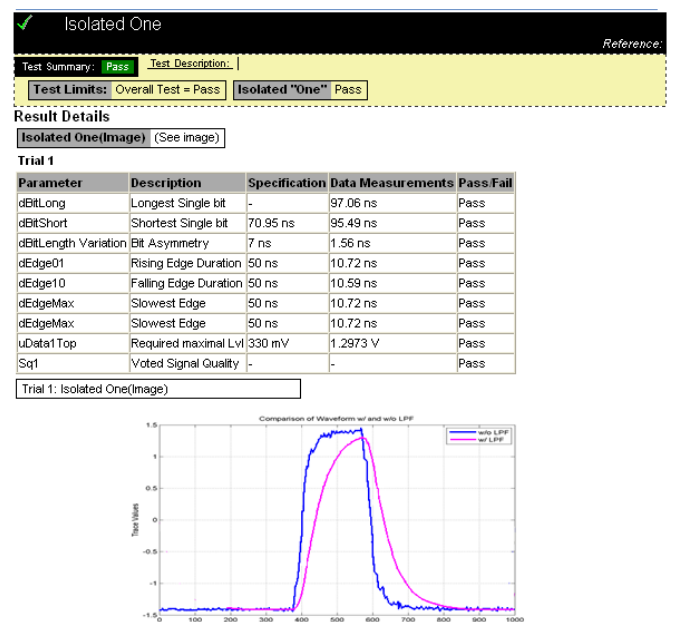 Isolated One
Reference:
Test Summary: Pass Test Description:
Test Limits: Overall Test = Pass Isolated "One" Pass
Result Details
Isolated One(Image) (See image)
Trial 1
Parameter Description Specification Data Measurements Pass/Fail
dBitLong Longest Single bit - 97.06 ns Pass
dBitShort Shortest Single bit 70.95 ns 95.49 ns Pass
dBitLength Variation Bit Asymmetry 7 ns 1.56 ns Pass
dEdge01 Rising Edge Duration 50 ns 10.72 ns Pass
dEdge10 Falling Edge Duration 50 ns 10.59 ns Pass
dEdgeMax Slowest Edge 50 ns 10.72 ns Pass
dEdgeMax Slowest Edge 50 ns 10.72 ns Pass
uData1Top Required maximal Lvl 330 mV 1.2973 V Pass
Sq1 Voted Signal Quality - - Pass
Trial 1: Isolated One(Image)
Comparison of Waveform w/ and w/o LPF
w/o LPF
w/ LPF
Trace Values
1.5
1
0.5
0
-0.5
-1
-1.5
0 100 200 300 400 500 600 700 800 900 1000